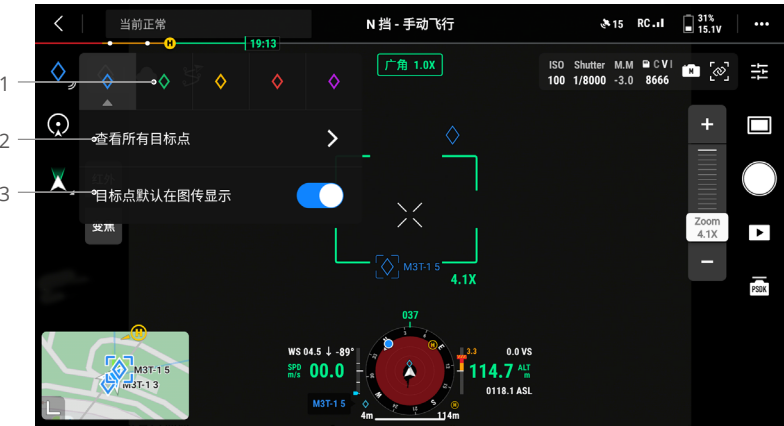 当前正常
N 挡 - 手动飞行
15
RC
31%
15.1V
H
19:13
1
广角 1.0X
ISO Shutter M.M C V I
100 1/8000 -3.0 8666
M
2
查看所有目标点
+
3
目标点默认在图传显示
变焦
Zoom
4.1X
M3T-1 5
4.1X
PSDK
037
H
M3T-1 5
M3T-1 3
WS 04.5 ↓ -89°
SPD
m/s
00.0
E
H
S
W
3.3
0.0 VS
114.7 ALT
m
0118.1 ASL
M3T-1 5
4m
H
114m